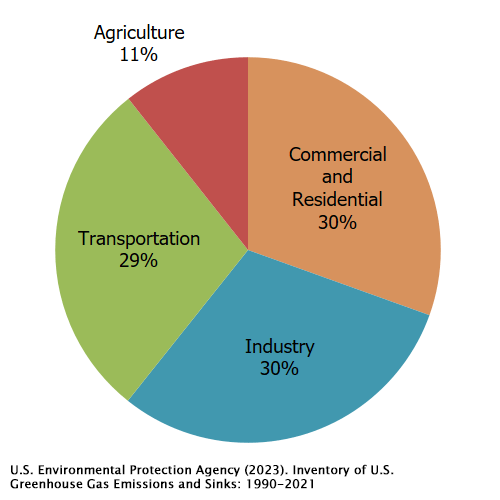 Agriculture
11%
Commercial
and
Residential
30%
Transportation
29%
Industry
30%
U.S. Environmental Protection Agency (2023). Inventory of U.S.
Greenhouse Gas Emissions and Sinks: 1990-2021